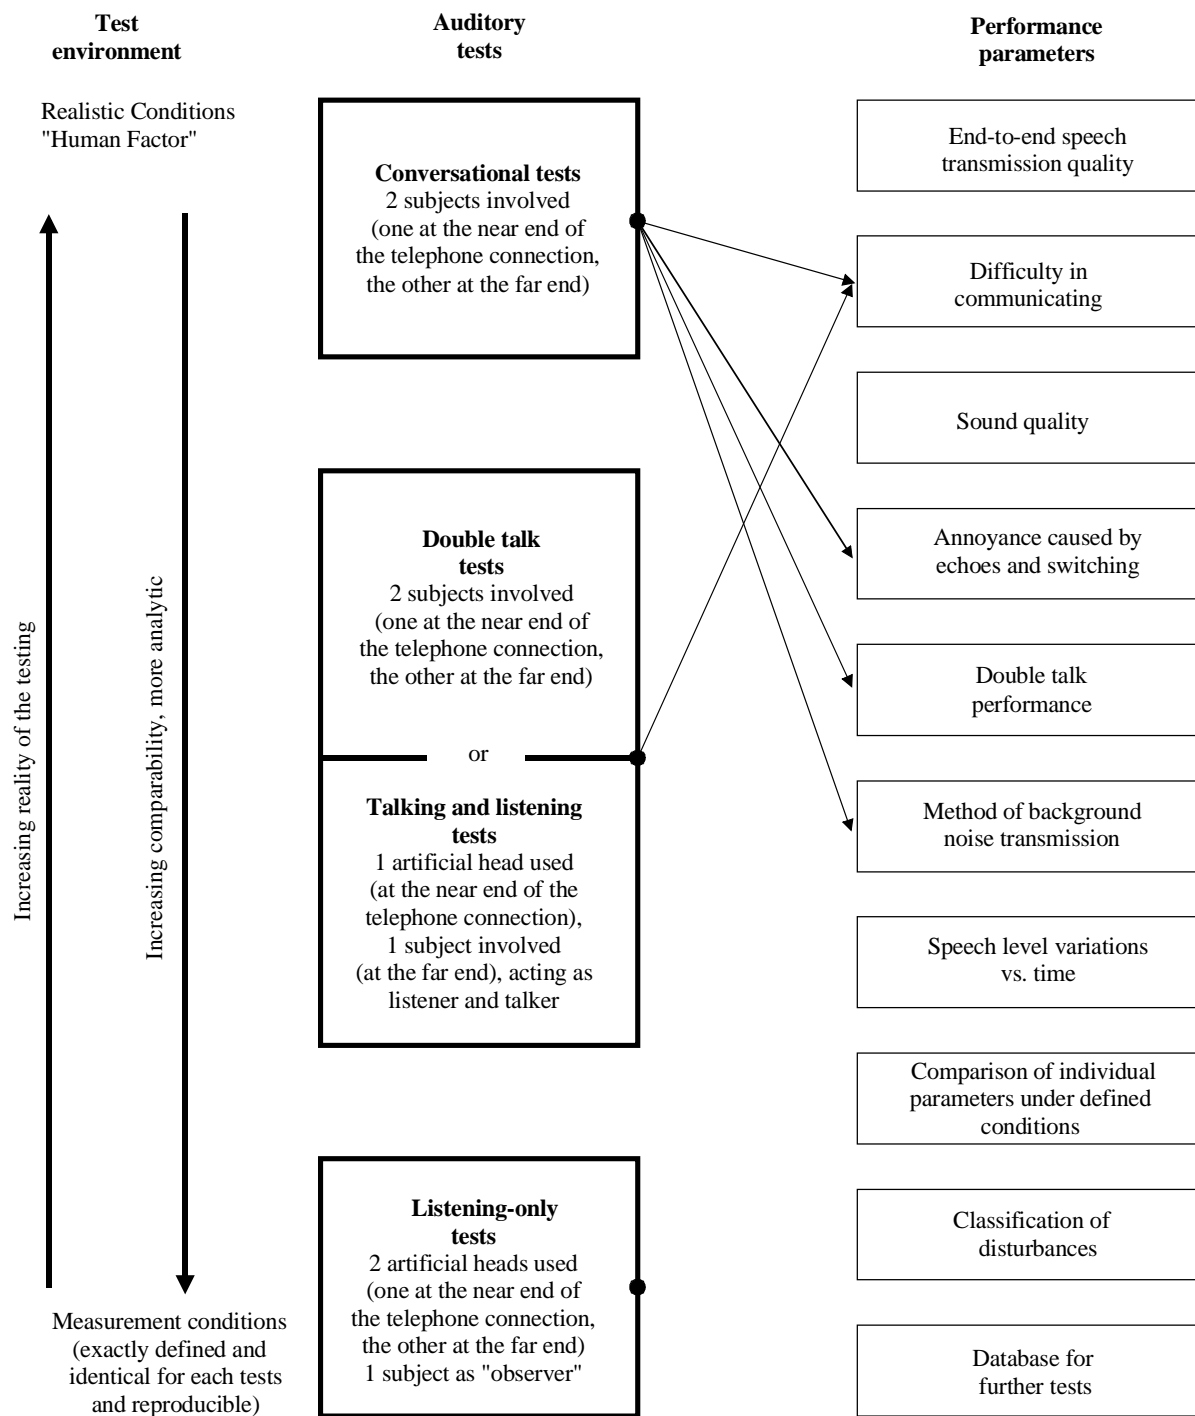 Test
environment
Auditory
tests
Performance
parameters
Realistic Conditions
"Human Factor"
Increasing reality of the testing
Increasing comparability, more analytic
Measurement conditions
(exactly defined and
identical for each tests
and reproducible)
Conversational tests
2 subjects involved
(one at the near end of
the telephone connection,
the other at the far end)
Double talk
tests
2 subjects involved
(one at the near end of
the telephone connection,
the other at the far end)
or
Talking and listening
tests
1 artificial head used
(at the near end of the
telephone connection),
1 subject involved
(at the far end), acting as
listener and talker
Listening-only
tests
2 artificial heads used
(one at the near end of
the telephone connection,
the other at the far end)
1 subject as "observer"
End-to-end speech
transmission quality
Difficulty in
communicating
Sound quality
Annoyance caused by
echoes and switching
Double talk
performance
Method of background
noise transmission
Speech level variations
vs. time
Comparison of individual
parameters under defined
conditions
Classification of
disturbances
Database for
further tests